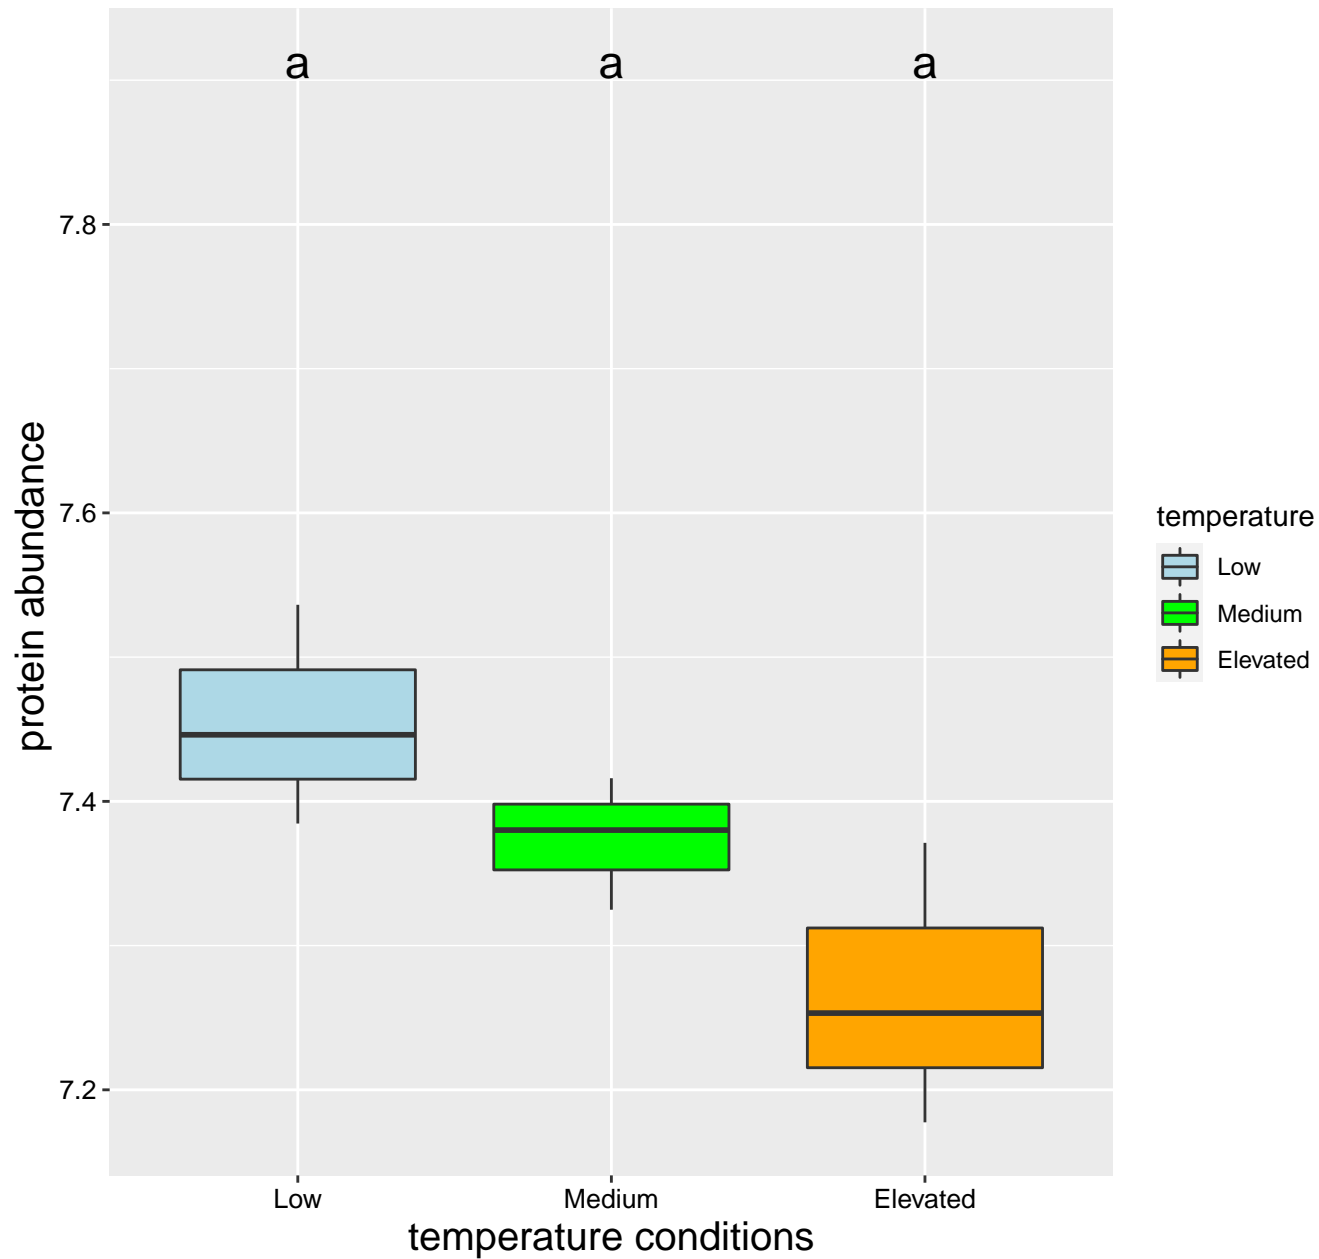 a a a
7.8
7.6
7.4
7.2
protein abundance
Low Medium Elevated
temperature conditions
temperature
Low
Medium
Elevated